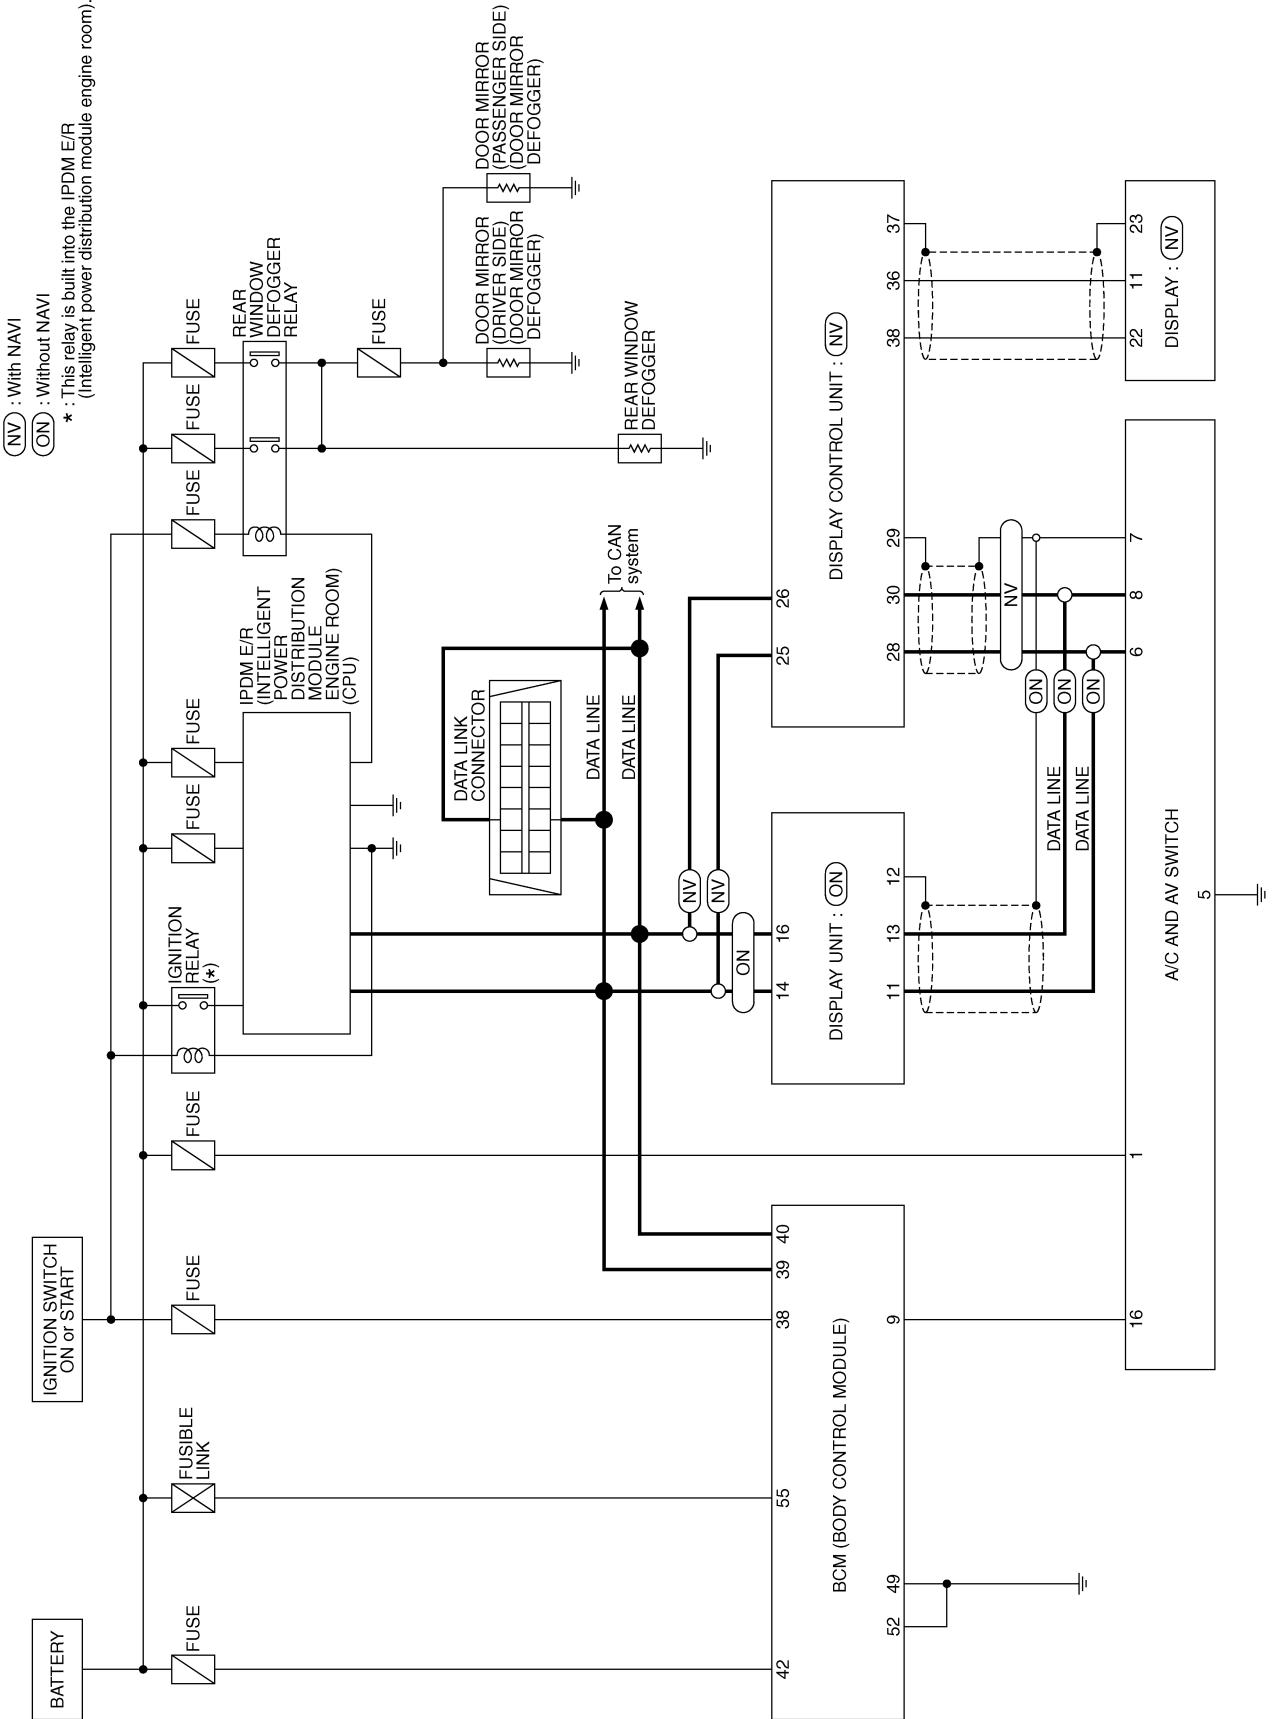 BATTERY
IGNITION SWITCH
ON or START
NV : With NAVI
ON : Without NAVI
* : This relay is built into the IPDM E/R
(Intelligent power distribution module engine room).
FUSE
FUSIBLE
LINK
FUSE
FUSE
IGNITION
RELAY
(*)
FUSE
FUSE
FUSE
FUSE
FUSE
IPDM E/R
(INTELLIGENT
POWER
DISTRIBUTION
MODULE
ENGINE ROOM)
(CPU)
REAR
WINDOW
DEFOGGER
RELAY
FUSE
DATA LINK
CONNECTOR
DOOR MIRROR
(DRIVER SIDE)
(DOOR MIRROR
DEFOGGER)
DOOR MIRROR
(PASSENGER SIDE)
(DOOR MIRROR
DEFOGGER)
DATA LINE
DATA LINE
To CAN
system
REAR WINDOW
DEFOGGER
NV
NV
ON
42
55
38
39
40
14
16
25
26
BCM (BODY CONTROL MODULE)
DISPLAY UNIT : ON
DISPLAY CONTROL UNIT : NV
52
49
9
11
13
12
28
30
29
38
36
37
NV
ON
ON
ON
DATA LINE
DATA LINE
16
1
6
8
7
22
11
23
A/C AND AV SWITCH
DISPLAY : NV
5